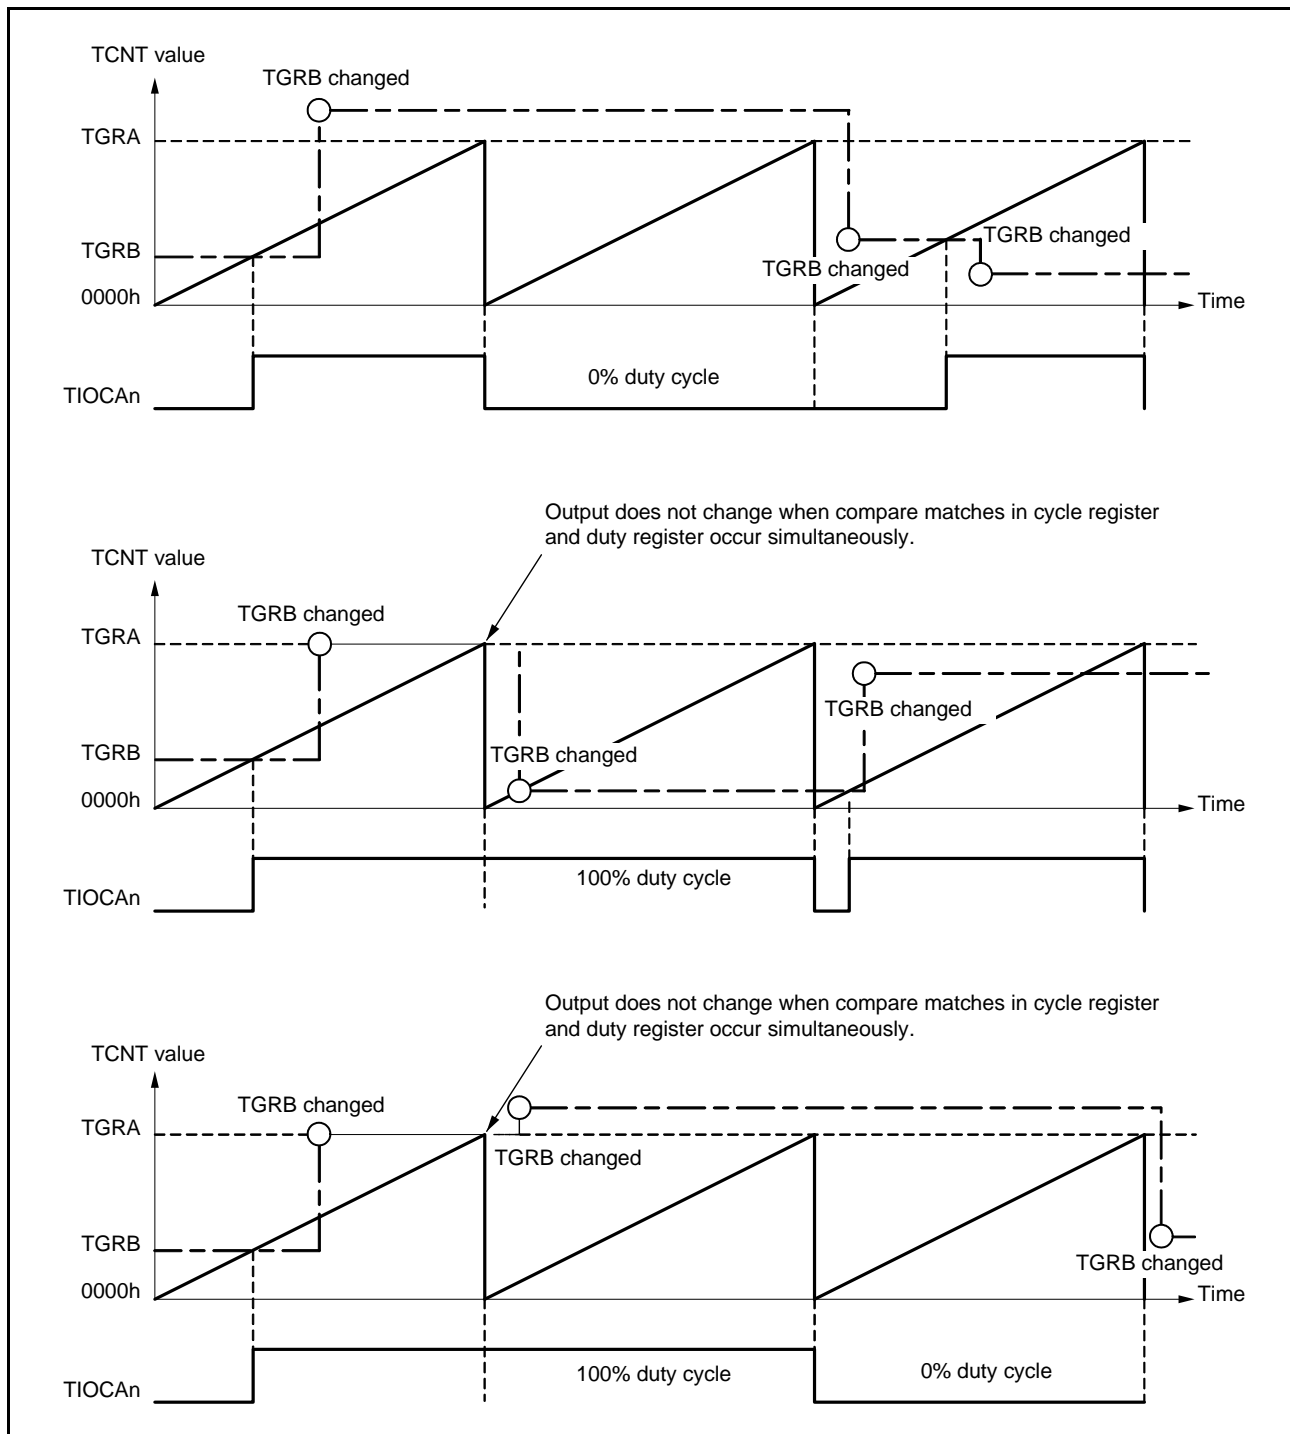 TCNT value
TGRB changed
TGRA
TGRB
TGRB changed
TGRB changed
0000h
Time
0% duty cycle
TIOCAn
Output does not change when compare matches in cycle register
and duty register occur simultaneously.
TCNT value
TGRB changed
TGRA
TGRB changed
TGRB
TGRB changed
0000h
Time
100% duty cycle
TIOCAn
Output does not change when compare matches in cycle register
and duty register occur simultaneously.
TCNT value
TGRB changed
TGRA
TGRB changed
TGRB
TGRB changed
0000h
Time
100% duty cycle
0% duty cycle
TIOCAn